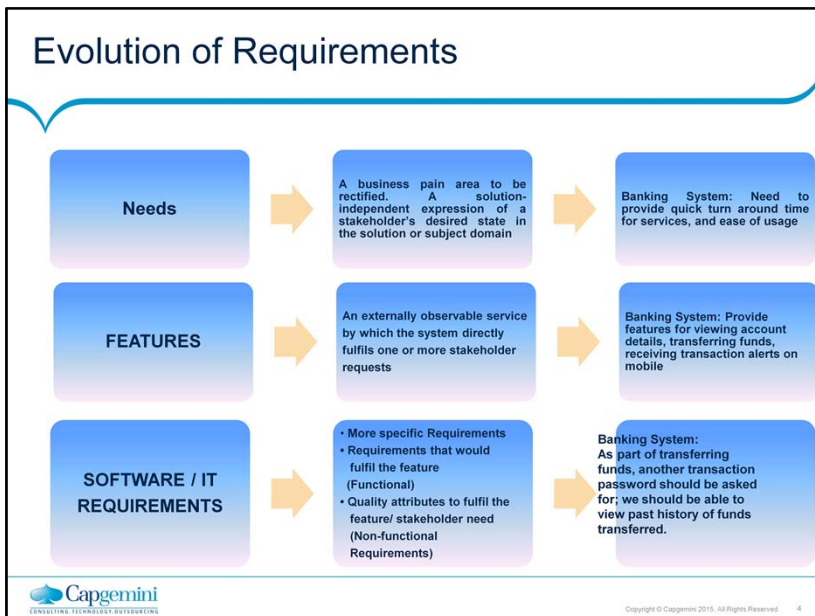 Evolution of Requirements
Needs
A business pain area to be
rectified. A solution-
independent expression of a
stakeholder's desired state in
the solution or subject domain
Banking System: Need to
provide quick turn around time
for services, and ease of usage
FEATURES
An externally observable service
by which the system directly
fulfils one or more stakeholder
requests
Banking System: Provide
features for viewing account
details, transferring funds,
receiving transaction alerts on
mobile
SOFTWARE / IT
REQUIREMENTS
• More specific Requirements
• Requirements that would
fulfil the feature
(Functional)
• Quality attributes to fulfil the
feature/ stakeholder need
(Non-functional
Requirements)
Banking System:
As part of transferring
funds, another transaction
password should be asked
for; we should be able to
view past history of funds
transferred.
Capgemini
CONSULTING.TECHNOLOGY.OUTSOURCING
Copyright © Capgemini 2015. All Rights Reserved 4